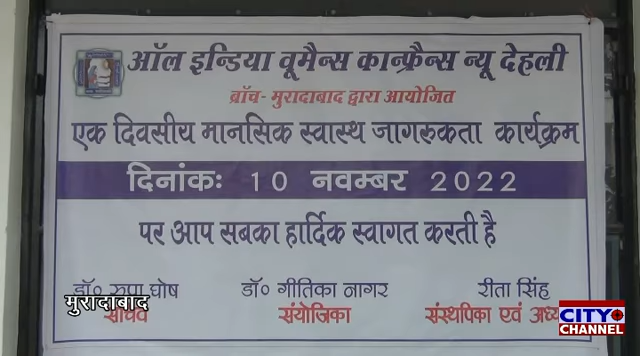 ऑल इन्डिया वूमैन्स कान्फ्रैन्स न्यू देहली
ब्राँच- मुरादाबाद द्वारा आयोजित
एक दिवसीय मानसिक स्वास्थ जागरुकता कार्यक्रम
दिनांकः 10 नवम्बर 2022
पर आप सबका हार्दिक स्वागत करती है
डॉ० रुपा घोष डॉ० गीतिका नागर रीता सिंह
सचिव संयोजिका संस्थपिका एवं
मुरादाबाद
CITY
CHANNEL